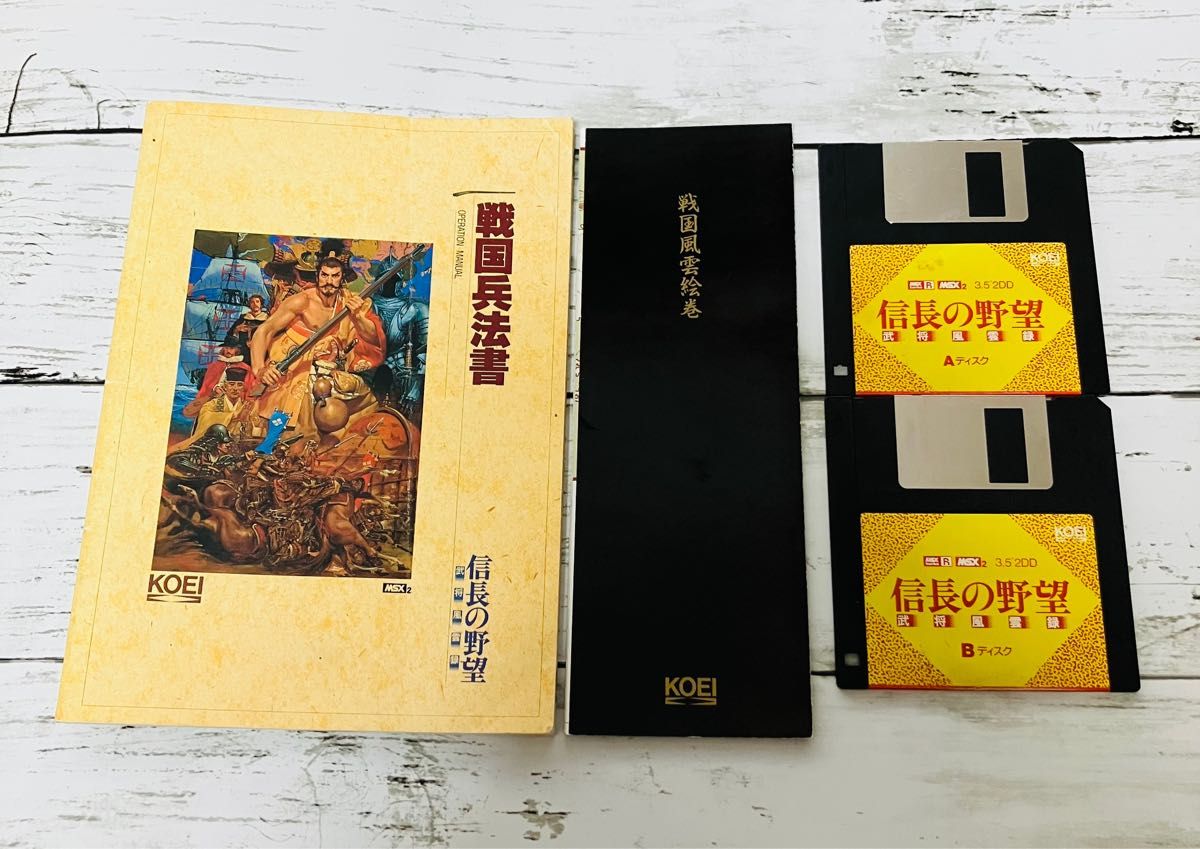 戦国兵法書
OPERATION MANUAL
KOEI
MSX2
信長の野望
武将風雲録
戦国風雲絵巻
KOEI
KOEI
MSX R MSX2 3.5"2DD
信長の野望
武将風雲録
Aディスク
KOEI
MSX R MSX2 3.5"2DD
信長の野望
武将風雲録
Bディスク